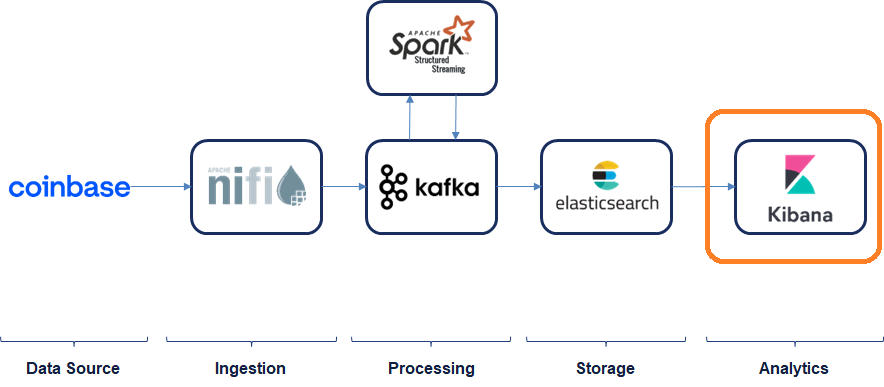 APACHE
Spark
Structured
Streaming
coinbase
APACHE
nifi
kafka
elasticsearch
Kibana
Data Source
Ingestion
Processing
Storage
Analytics